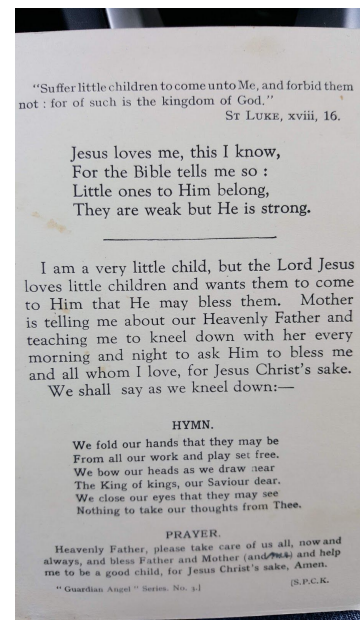 "Suffer little children to come unto Me, and forbid them
not : for of such is the kingdom of God."
St Luke, xviii, 16.
Jesus loves me, this I know,
For the Bible tells me so :
Little ones to Him belong,
They are weak but He is strong.
I am a very little child, but the Lord Jesus
loves little children and wants them to come
to Him that He may bless them. Mother
is telling me about our Heavenly Father and
teaching me to kneel down with her every
morning and night to ask Him to bless me
and all whom I love, for Jesus Christ's sake.
We shall say as we kneel down:—
HYMN.
We fold our hands that they may be
From all our work and play set free.
We bow our heads as we draw near
The King of kings, our Saviour dear.
We close our eyes that they may see
Nothing to take our thoughts from Thee.
PRAYER.
Heavenly Father, please take care of us all, now and
always, and bless Father and Mother (and) and help
me to be a good child, for Jesus Christ's sake, Amen.
"Guardian Angel" Series. No. 3.]
[S.P.C.K.